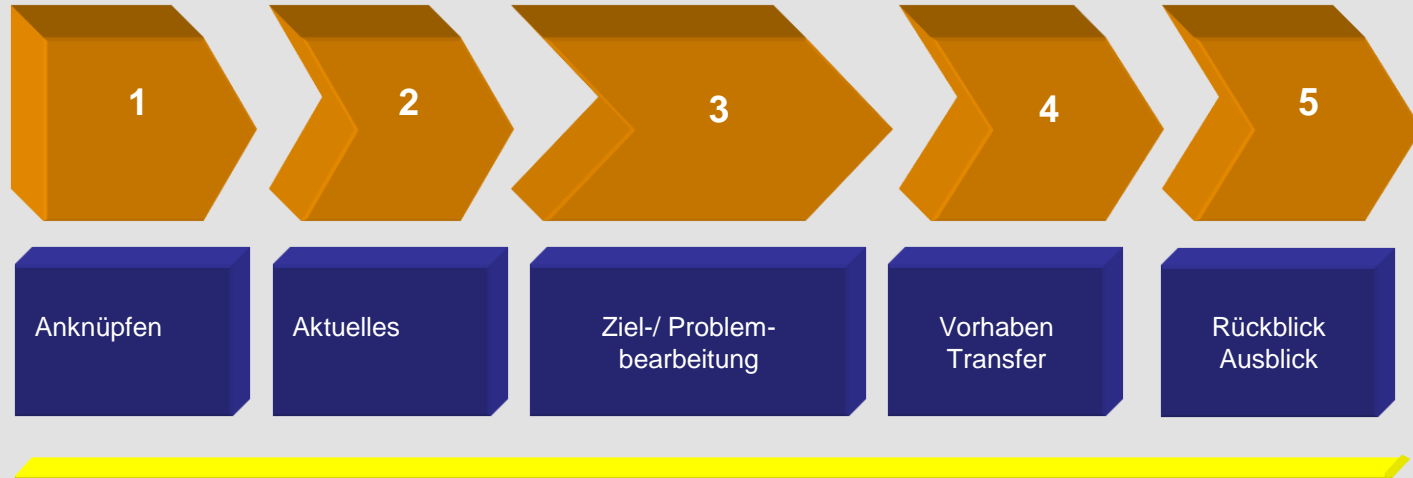 1
2
3
4
5
Anknüpfen
Aktuelles
Ziel-/ Problem-
bearbeitung
Vorhaben
Transfer
Rückblick
Ausblick